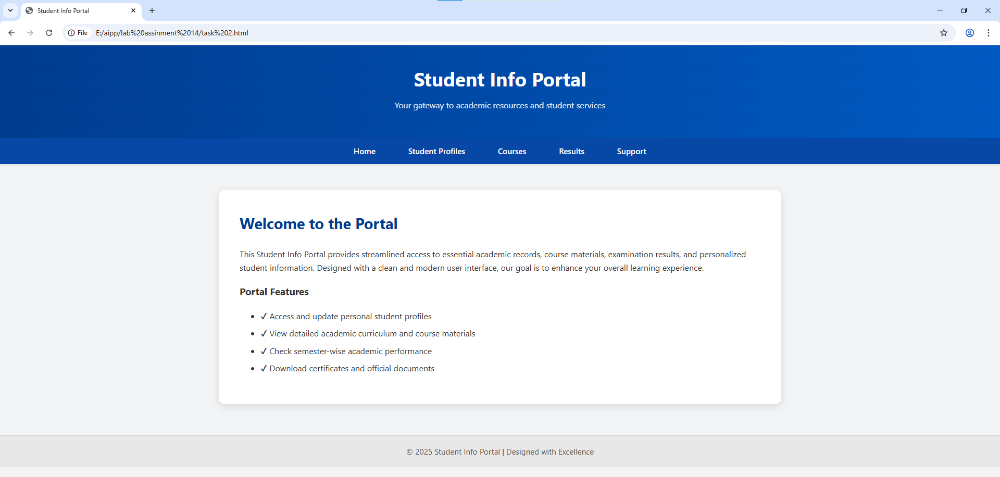 Student Info Portal
File E:/aipp/lab%20assinment%2014/task%202.html
Student Info Portal
Your gateway to academic resources and student services
Home Student Profiles Courses Results Support
Welcome to the Portal
This Student Info Portal provides streamlined access to essential academic records, course materials, examination results, and personalized
student information. Designed with a clean and modern user interface, our goal is to enhance your overall learning experience.
Portal Features
• ✓ Access and update personal student profiles
• ✓ View detailed academic curriculum and course materials
• ✓ Check semester-wise academic performance
• ✓ Download certificates and official documents
© 2025 Student Info Portal | Designed with Excellence